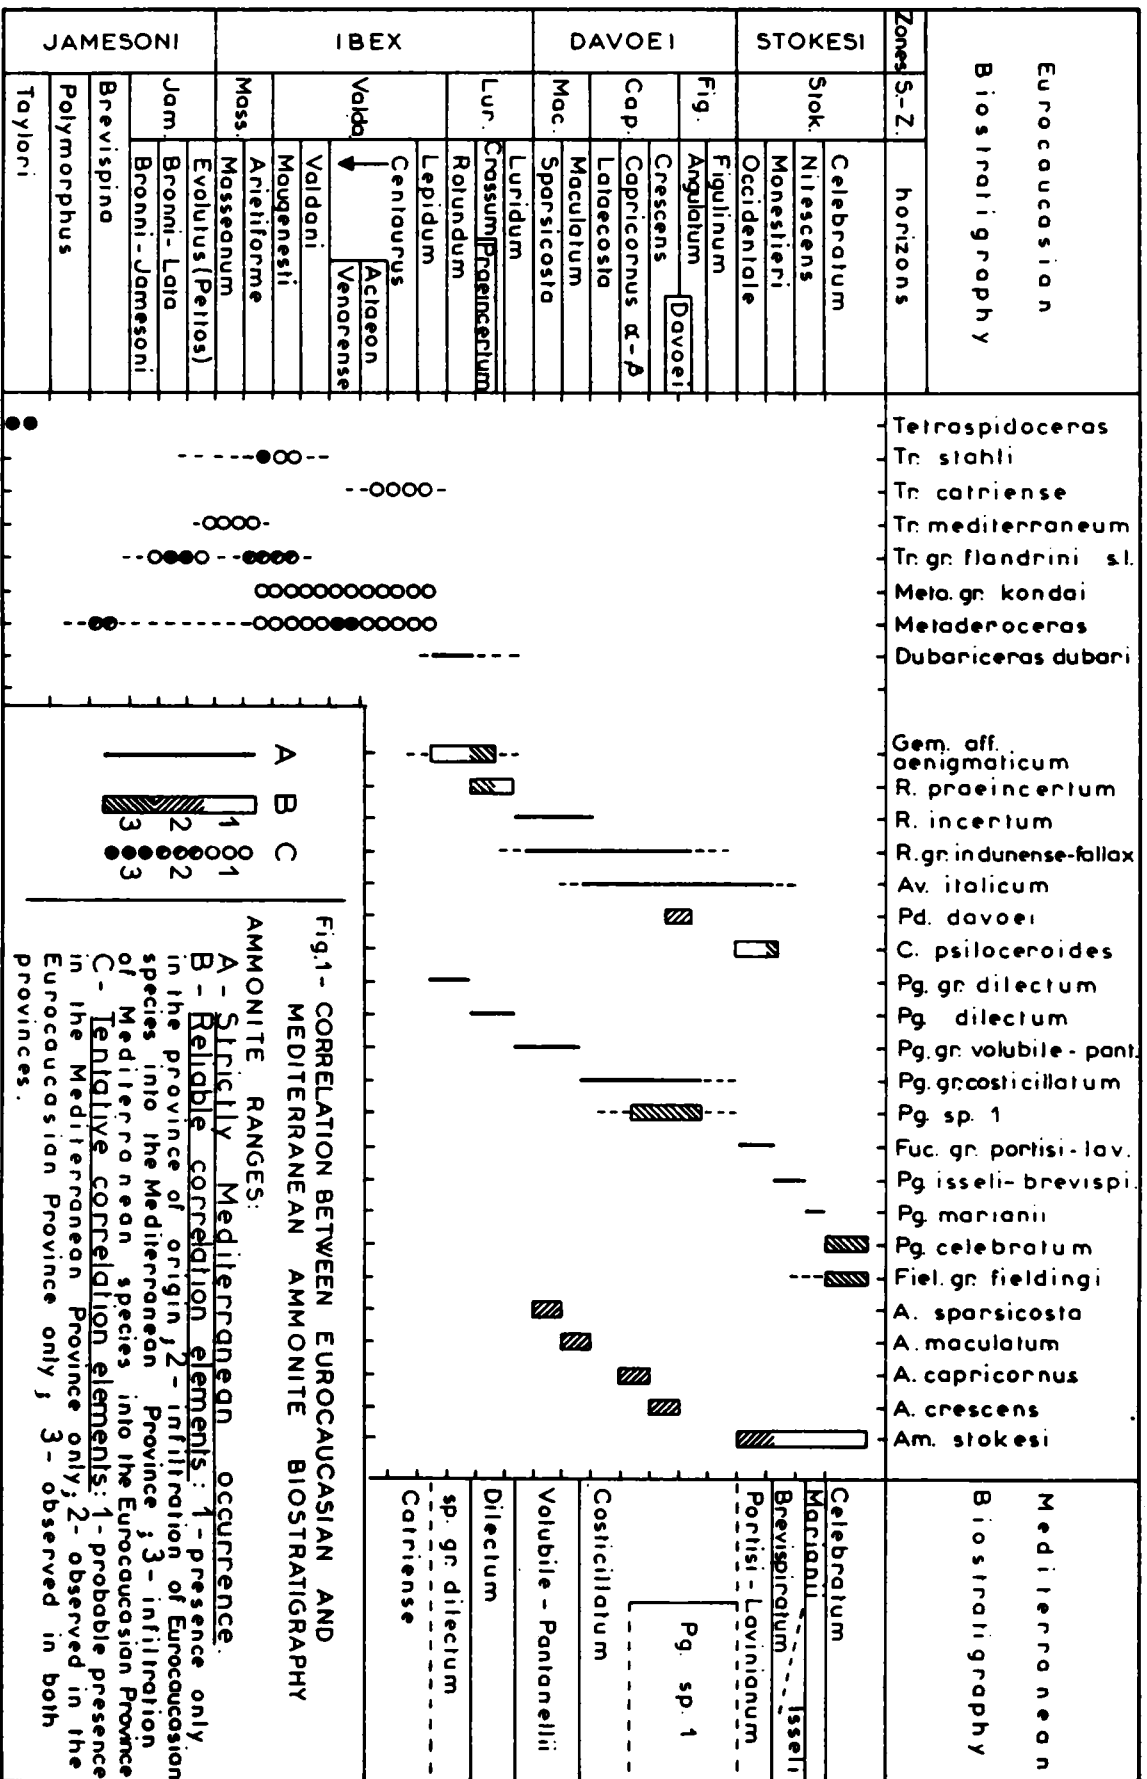 Eurocaucasian
Biostratigraphy
Zones
S.-Z.
horizons
STOKESI
DAVOEI
IBEX
JAMESONI
Stok.
Fig.
Cap.
Mac.
Lur.
Valda
Mass.
Jam.
Brevispina
Polymorphus
Taylori
Celebratum
Nitescens
Monestieri
Occidentale
Figulinum
Angulatum
Davoei
Crescens
Capricornus α-β
Lataecosta
Maculatum
Sparsicosta
Luridum
Crassum
Praeincertum
Rotundum
Lepidum
Centaurus
Actaeon
Venarense
Valdani
Maugenesti
Arietiforme
Masseanum
Evolutus (Pettos)
Bronni-Lata
Bronni-Jamesoni
Tetraspidoceras
Tr. stahli
Tr. catriense
Tr. mediterraneum
Tr. gr. flandrini s.l.
Meta. gr. kondai
Metaderoceras
Dubariceras dubari
Gem. aff.
aenigmaticum
R. praeincertum
R. incertum
R. gr. indunense-fallax
Av. italicum
Pd. davoei
C. psiloceroides
Pg. gr. dilectum
Pg. dilectum
Pg. gr. volubile - pant.
Pg. gr. costicillatum
Pg. sp. 1
Fuc. gr. portisi - lav.
Pg. isseli - brevispi.
Pg. marianii
Pg. celebratum
Fiel. gr. fieldingi
A. sparsicosta
A. maculatum
A. capricornus
A. crescens
Am. stokesi
Mediterranean
Biostratigraphy
Celebratum
Marianii
Isseli
Brevispiratum
Portisi - Lavinianum
Pg. sp. 1
Costicillatum
Volubile - Pantanellii
Dilectum
sp. gr. dilectum
Catriense
A
B
1
2
3
C
1
2
3
Fig.1 - CORRELATION BETWEEN EUROCAUCASIAN AND
MEDITERRANEAN AMMONITE BIOSTRATIGRAPHY
AMMONITE RANGES:
A - Strictly Mediterranean occurrence.
B - Reliable correlation elements : 1 - presence only
in the province of origin ; 2 - infiltration of Eurocaucasian
species into the Mediterranean Province ; 3 - infiltration
of Mediterranean species into the Eurocaucasian Province
C - Tentative correlation elements: 1 - probable presence
in the Mediterranean Province only; 2 - observed in the
Eurocaucasian Province only ; 3 - observed in both
provinces.